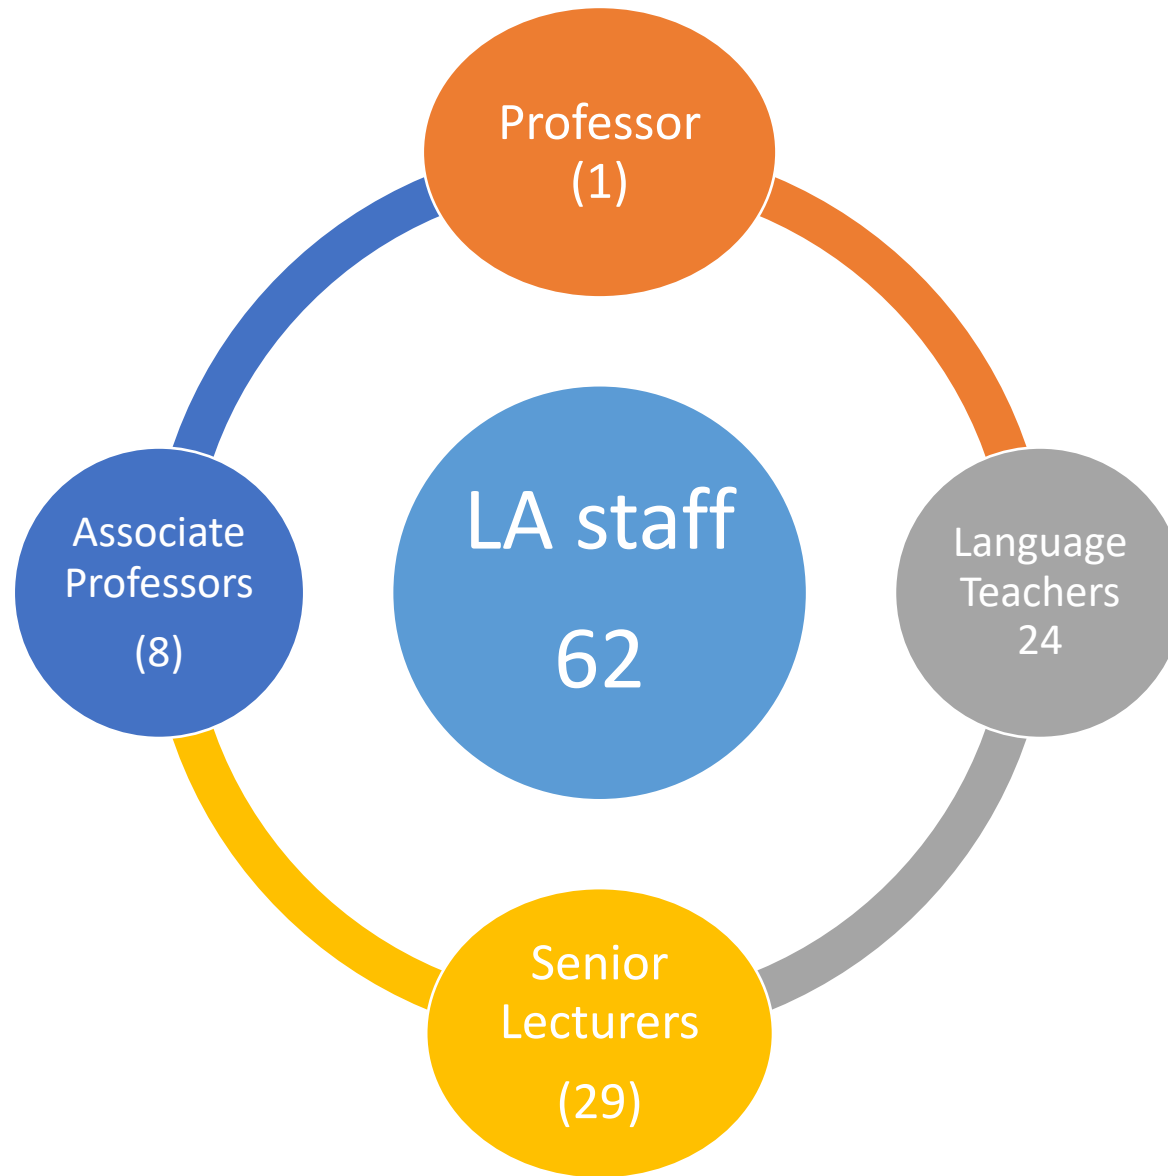 Professor
(1)
LA staff
62
Associate
Professors
(8)
Language
Teachers
24
Senior
Lecturers
(29)